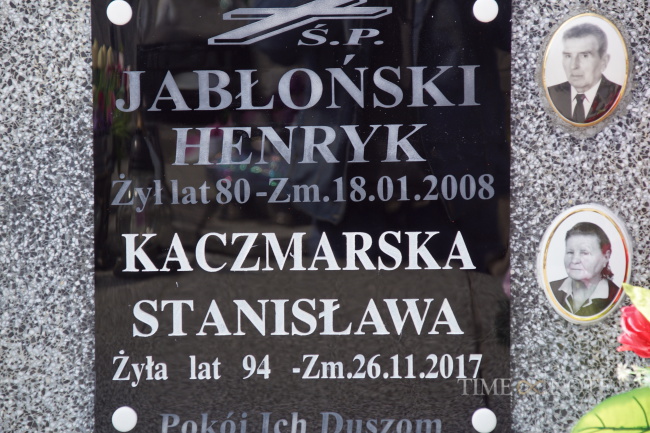 Ś.P.
JABŁOŃSKI
HENRYK
Żył lat 80 - Zm. 18.01.2008
KACZMARSKA
STANISŁAWA
Żyła lat 94 - Zm. 26.11.2017
Pokój Ich Duszom